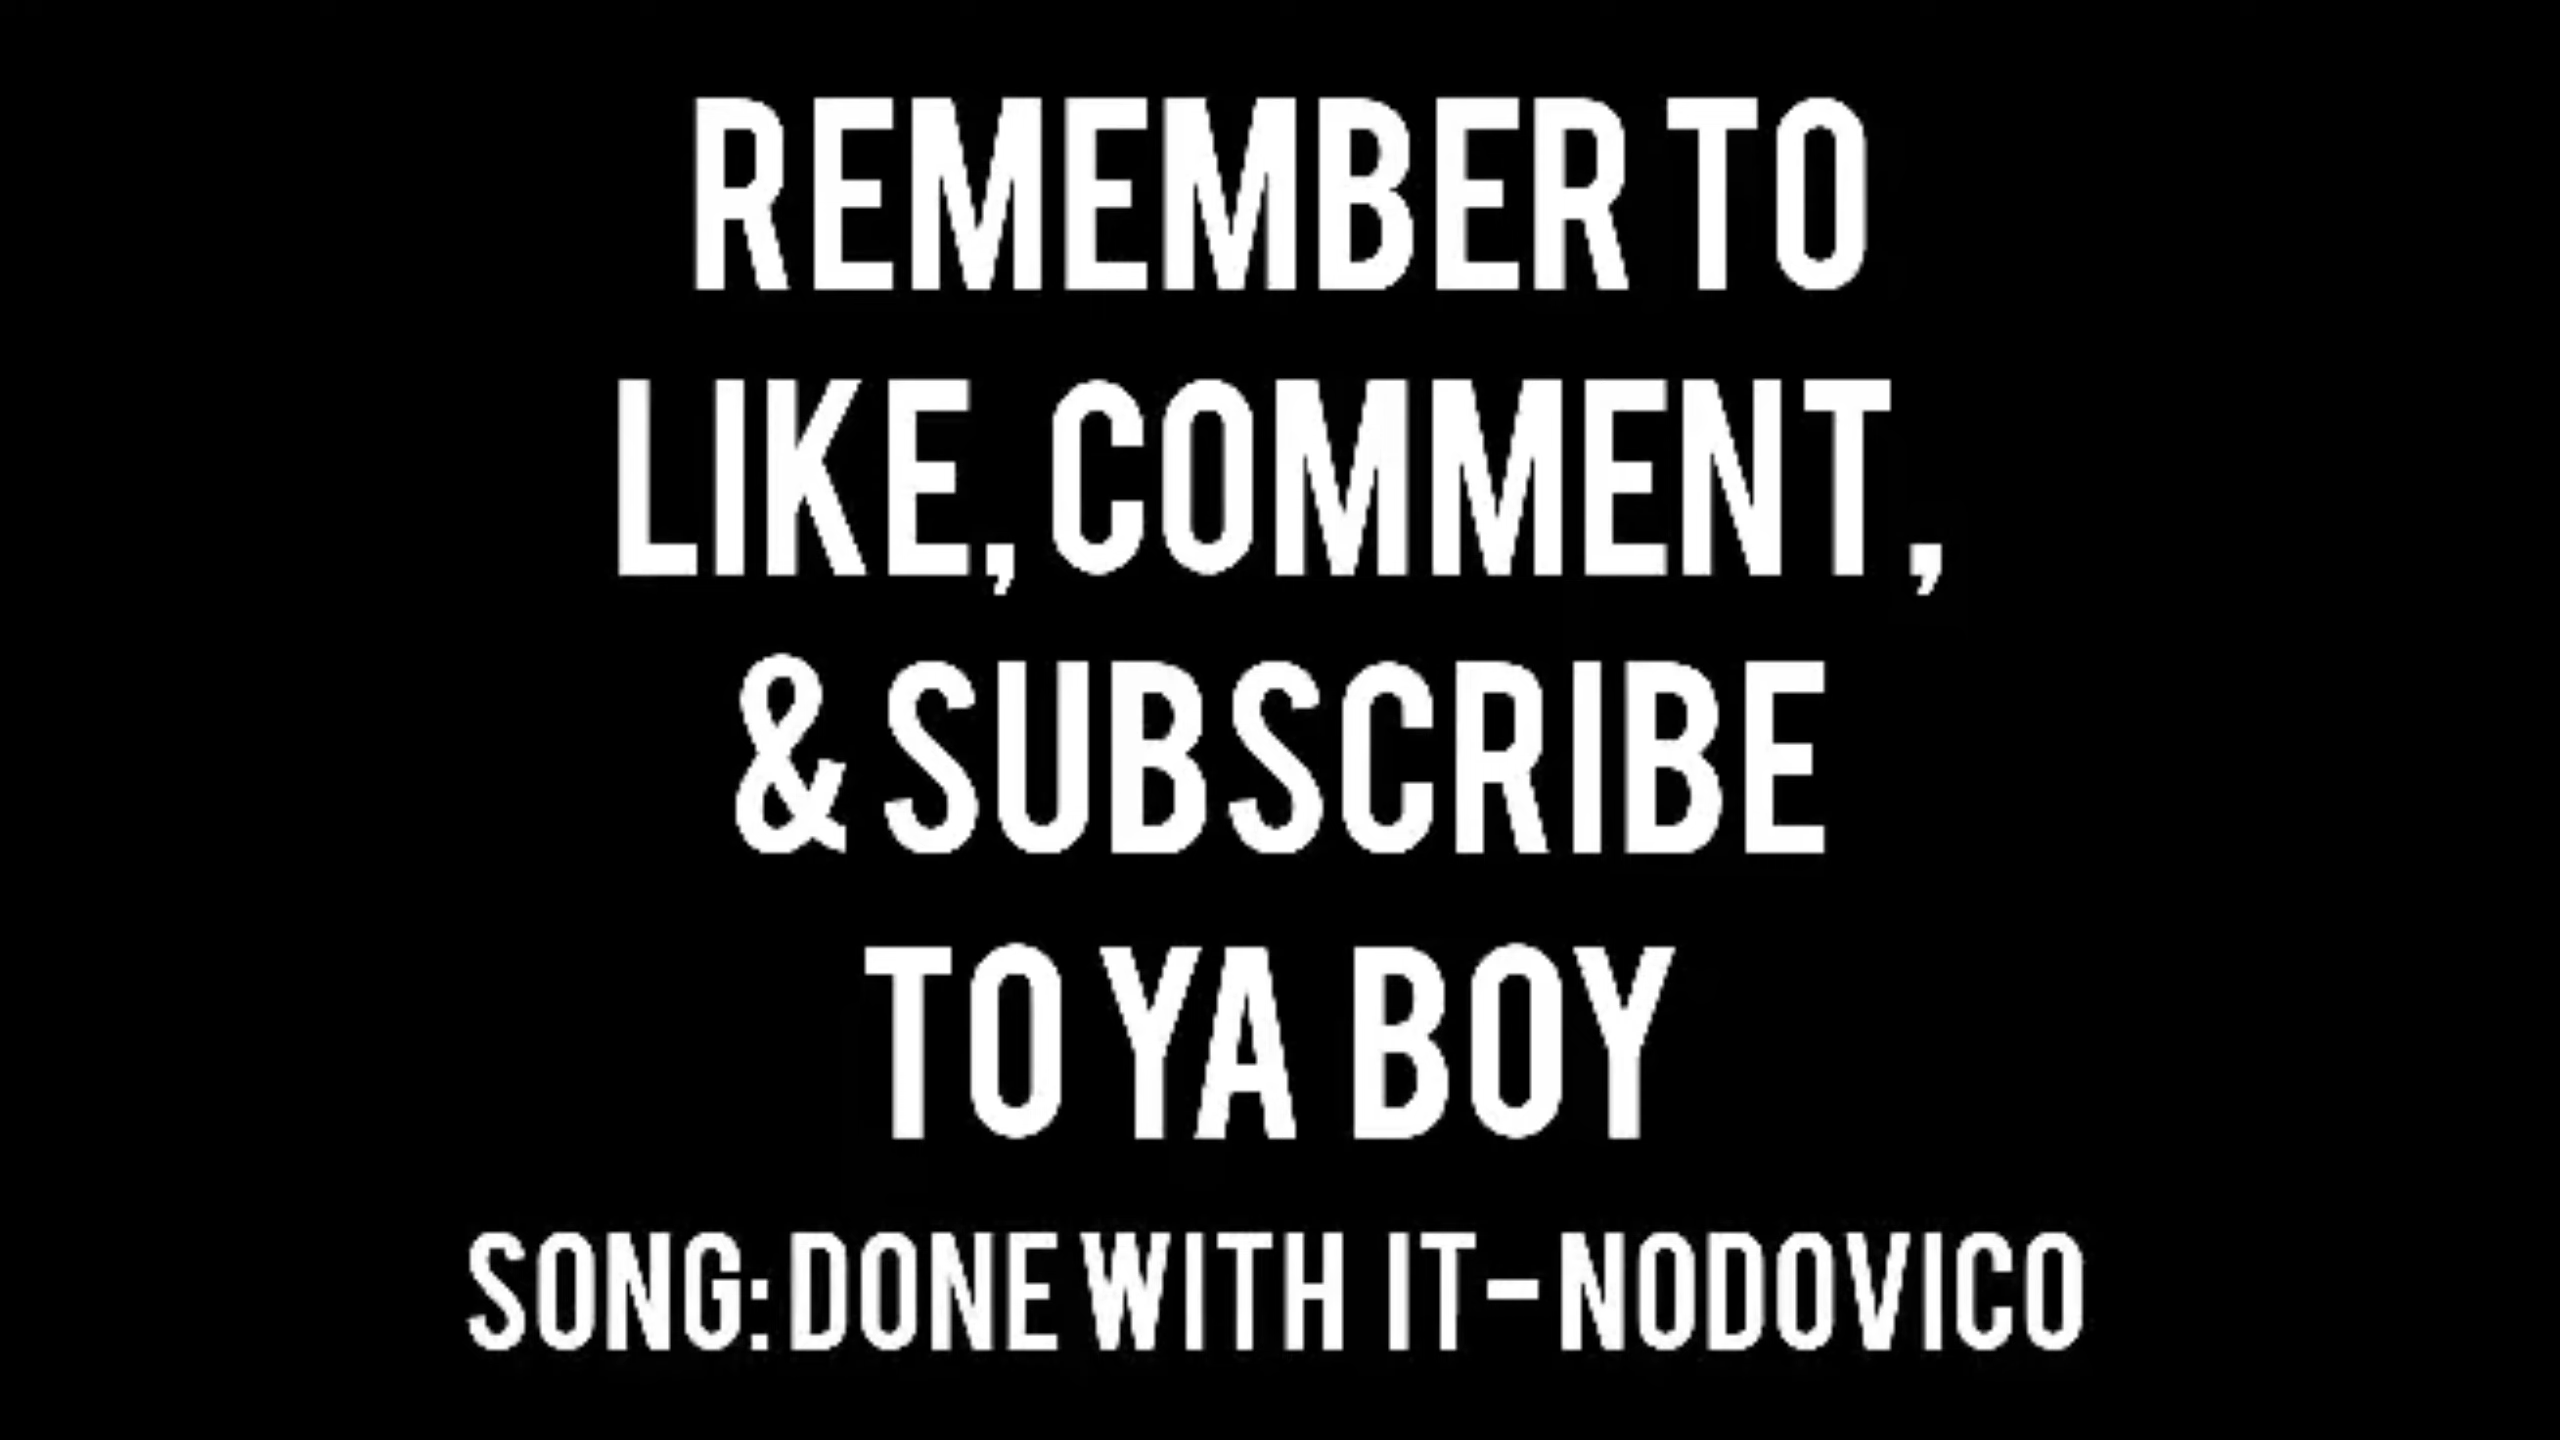 REMEMBER TO
LIKE, COMMENT,
& SUBSCRIBE
TO YA BOY
SONG: DONE WITH IT - NODOVICO